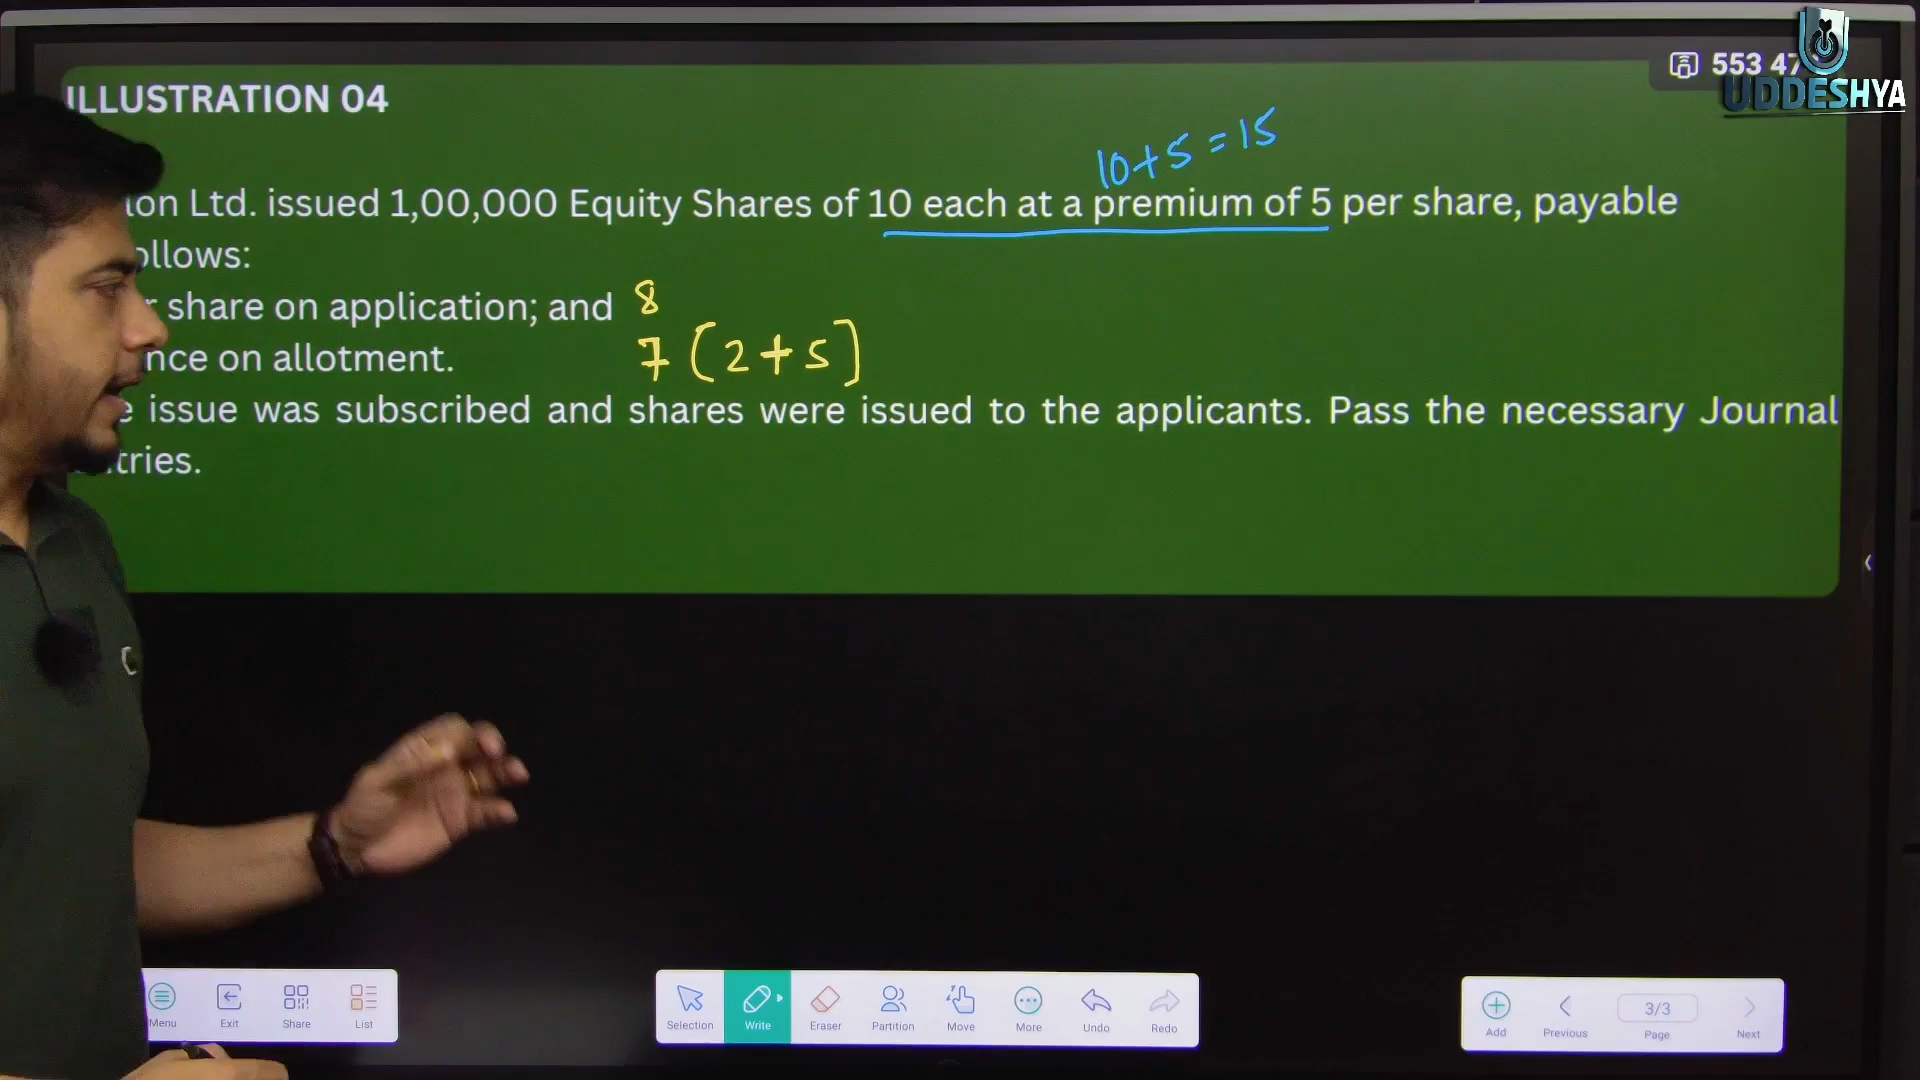 553 47
UDDESHYA
ILLUSTRATION 04
10+5=15
Ltd. issued 1,00,000 Equity Shares of 10 each at a premium of 5 per share, payable
ollows:
share on application; and 8
nce on allotment. 7 (2+5]
e issue was subscribed and shares were issued to the applicants. Pass the necessary Journal
tries.
Menu Exit Share List
Selection Write Eraser Partition Move More Undo Redo
Add Previous 3/3 Page Next